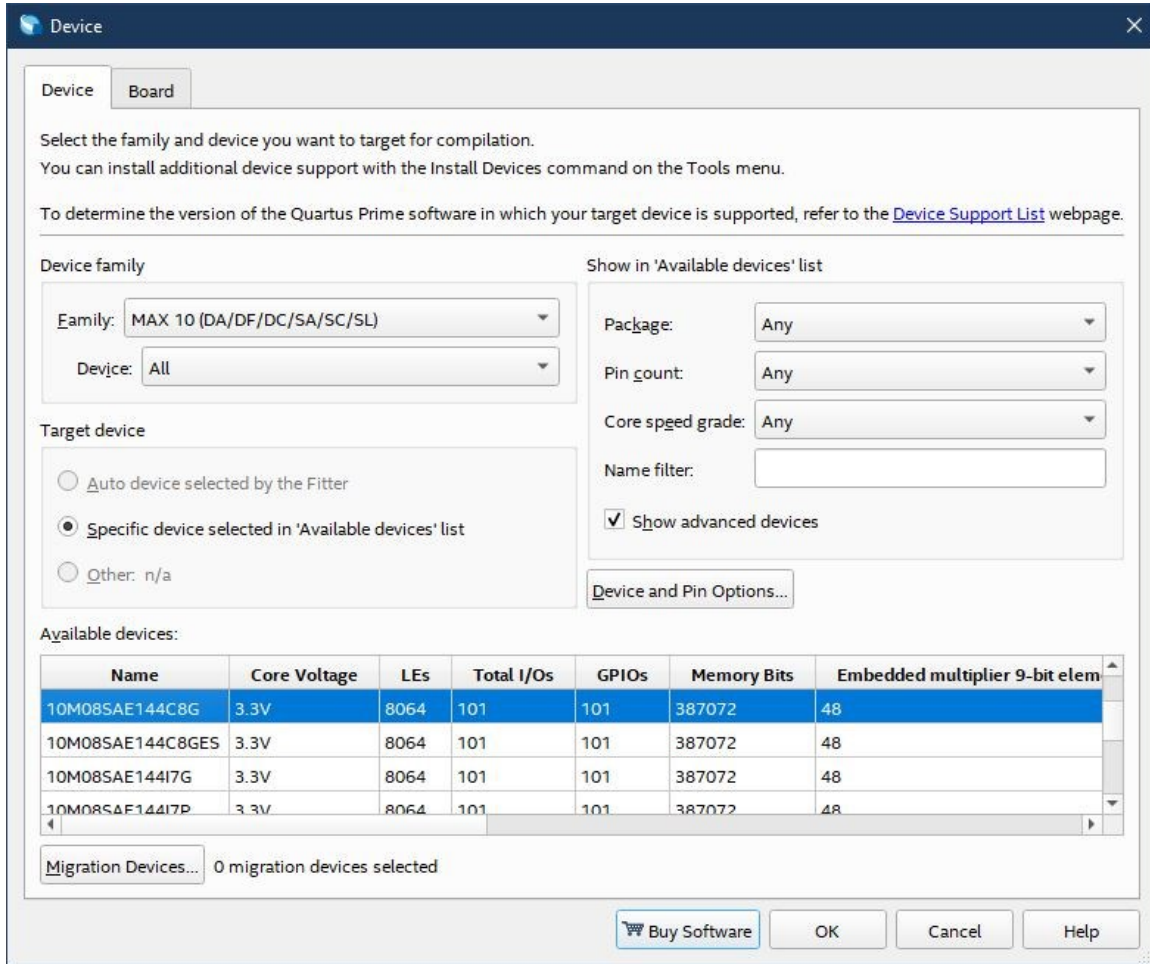 Device
Device Board
Select the family and device you want to target for compilation.
You can install additional device support with the Install Devices command on the Tools menu.
To determine the version of the Quartus Prime software in which your target device is supported, refer to the Device Support List webpage.
Device family
Family: MAX 10 (DA/DF/DC/SA/SC/SL)
Device: All
Show in 'Available devices' list
Package: Any
Pin count: Any
Core speed grade: Any
Name filter:
Show advanced devices
Target device
Auto device selected by the Fitter
Specific device selected in 'Available devices' list
Other: n/a
Device and Pin Options...
Available devices:
Name Core Voltage LEs Total I/Os GPIOs Memory Bits Embedded multiplier 9-bit elem
10M08SAE144C8G 3.3V 8064 101 101 387072 48
10M08SAE144C8GES 3.3V 8064 101 101 387072 48
10M08SAE144I7G 3.3V 8064 101 101 387072 48
10M08SAE144I7P 3.3V 8064 101 101 387072 48
Migration Devices... 0 migration devices selected
Buy Software OK Cancel Help